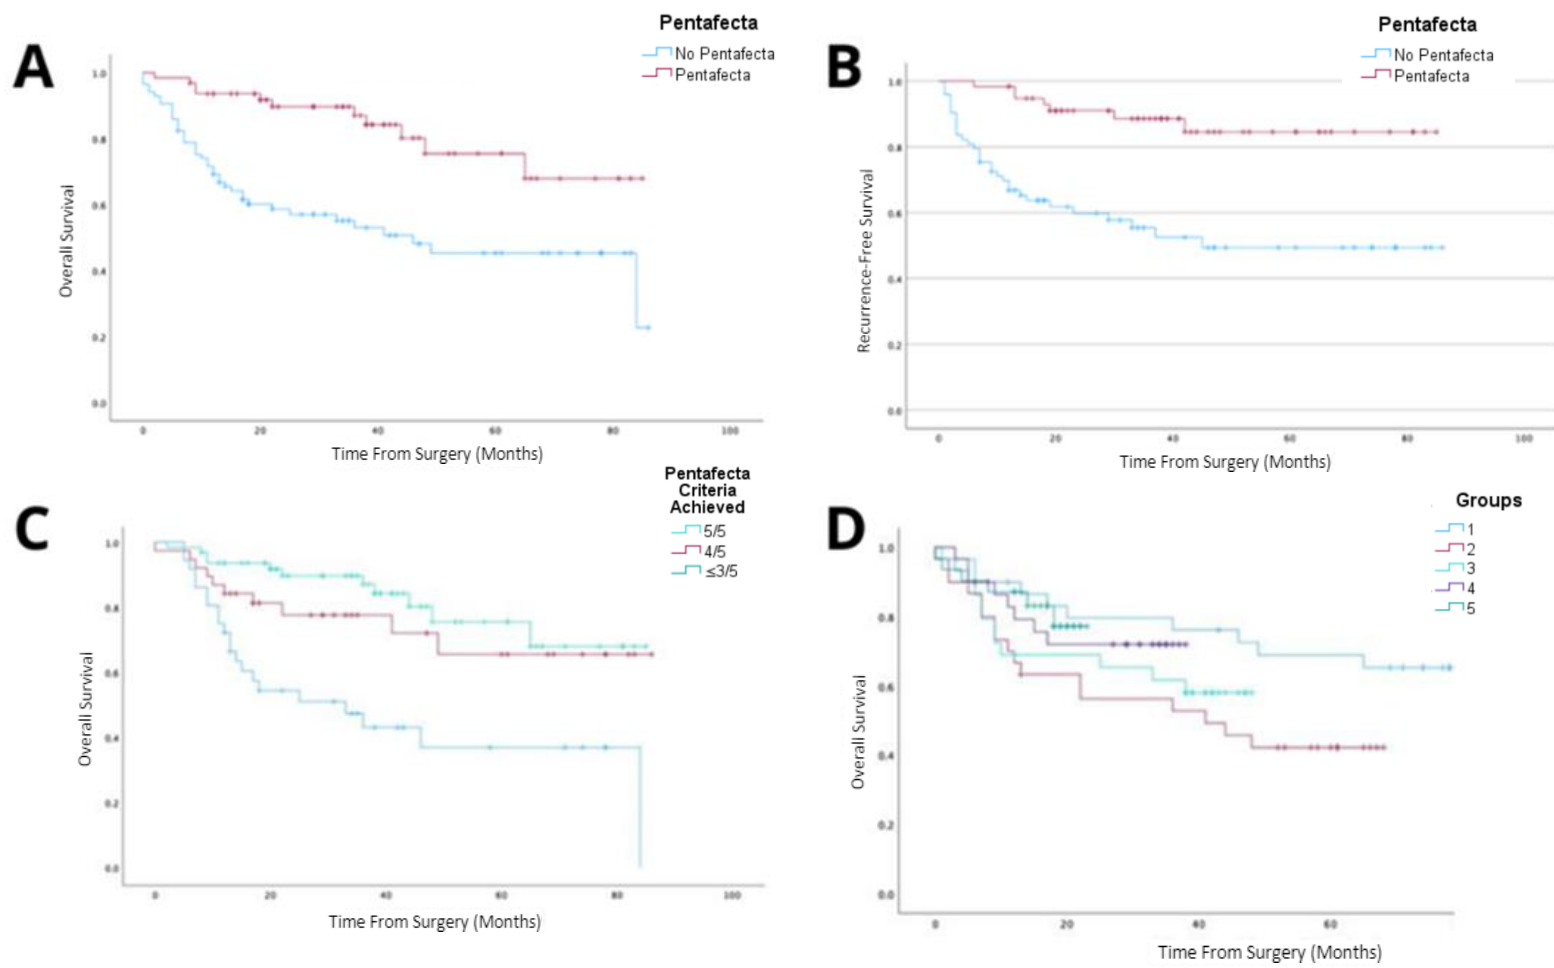 A
Pentafecta
No Pentafecta
Pentafecta
1.0
0.8
0.6
0.4
0.2
0.0
Overall Survival
0 20 40 60 80 100
Time From Surgery (Months)
B
Pentafecta
No Pentafecta
Pentafecta
1.0
0.8
0.6
0.4
0.2
0.0
Recurrence-Free Survival
0 20 40 60 80 100
Time From Surgery (Months)
C
Pentafecta
Criteria
Achieved
5/5
4/5
≤3/5
1.0
0.8
0.6
0.4
0.2
0.0
Overall Survival
0 20 40 60 80 100
Time From Surgery (Months)
D
Groups
1
2
3
4
5
1.0
0.8
0.6
0.4
0.2
0.0
Overall Survival
0 20 40 60
Time From Surgery (Months)